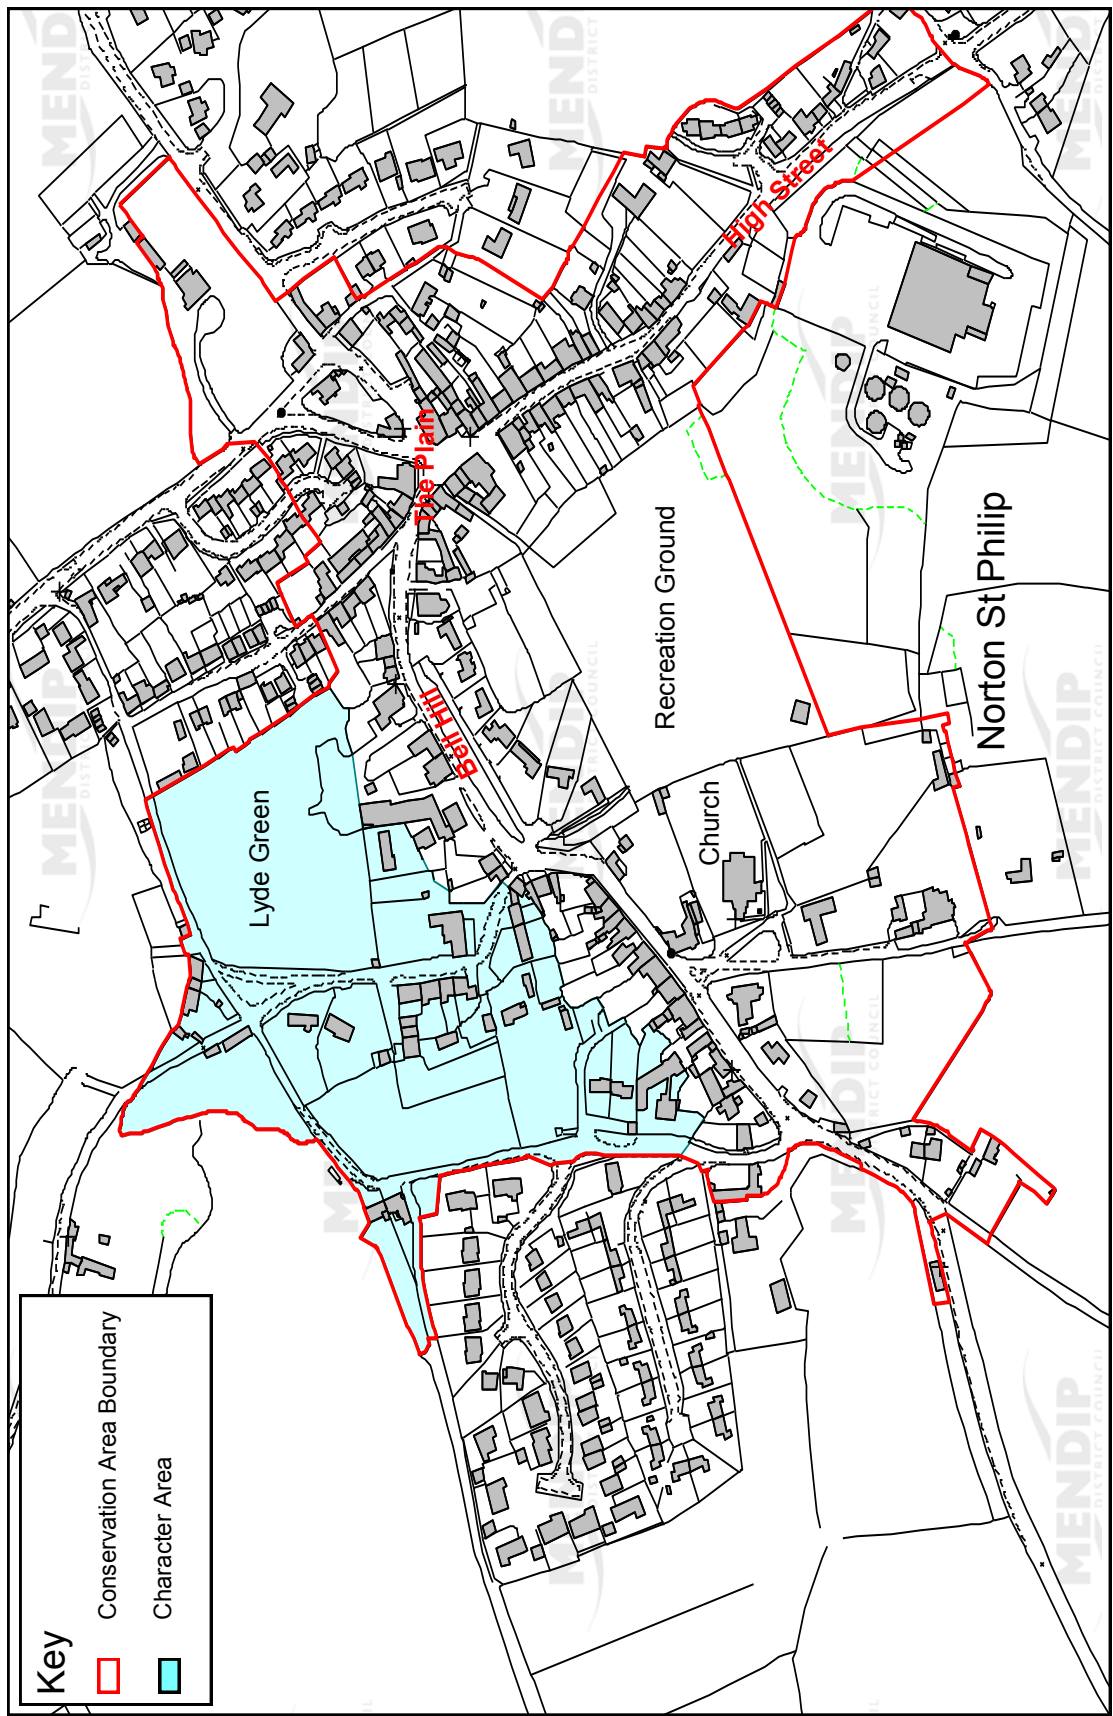 Key
Conservation Area Boundary
Character Area
Lyde Green
Bell Hill
The Plain
High Street
Recreation Ground
Church
Norton St Philip
MENDIP
DISTRICT COUNCIL